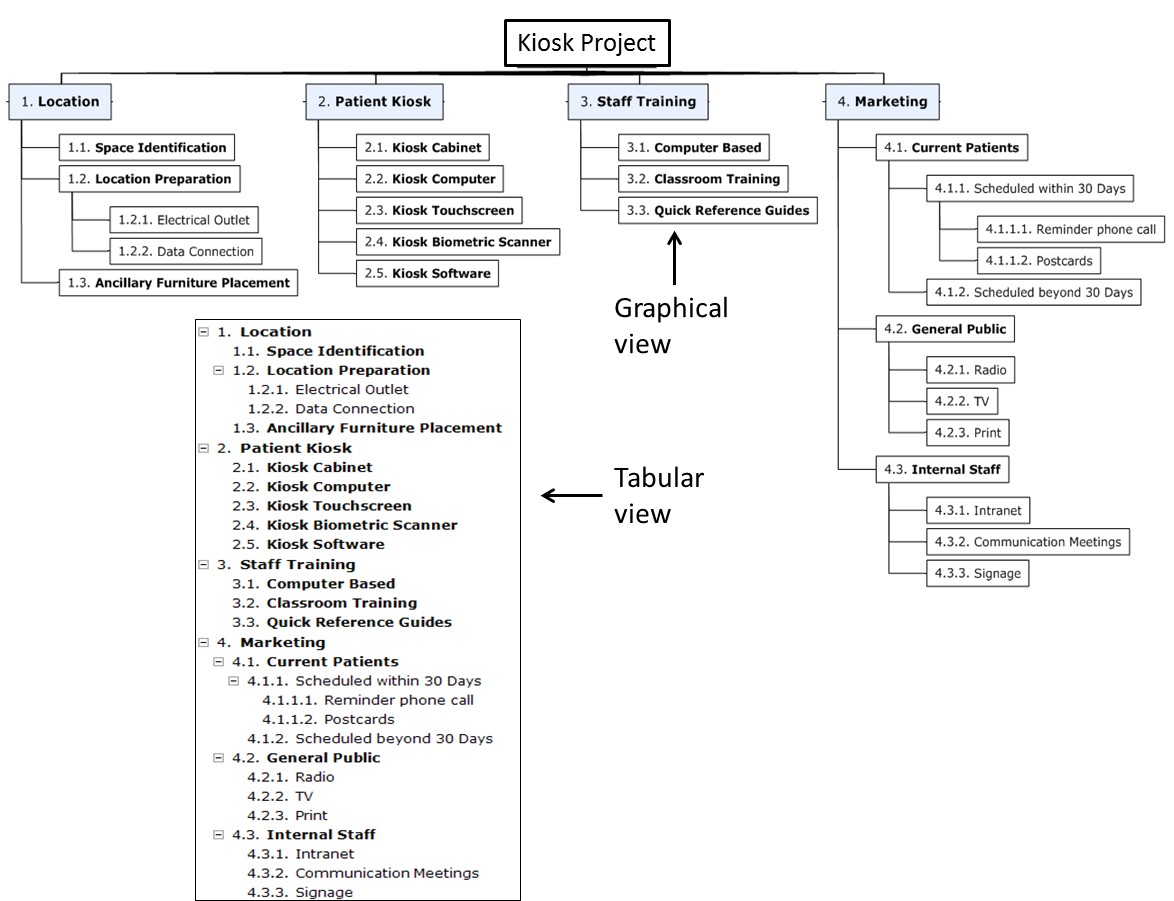 Kiosk Project
1. Location
1.1. Space Identification
1.2. Location Preparation
1.2.1. Electrical Outlet
1.2.2. Data Connection
1.3. Ancillary Furniture Placement
2. Patient Kiosk
2.1. Kiosk Cabinet
2.2. Kiosk Computer
2.3. Kiosk Touchscreen
2.4. Kiosk Biometric Scanner
2.5. Kiosk Software
3. Staff Training
3.1. Computer Based
3.2. Classroom Training
3.3. Quick Reference Guides
4. Marketing
4.1. Current Patients
4.1.1. Scheduled within 30 Days
4.1.1.1. Reminder phone call
4.1.1.2. Postcards
4.1.2. Scheduled beyond 30 Days
4.2. General Public
4.2.1. Radio
4.2.2. TV
4.2.3. Print
4.3. Internal Staff
4.3.1. Intranet
4.3.2. Communication Meetings
4.3.3. Signage
Graphical
view
1. Location
1.1. Space Identification
1.2. Location Preparation
1.2.1. Electrical Outlet
1.2.2. Data Connection
1.3. Ancillary Furniture Placement
2. Patient Kiosk
2.1. Kiosk Cabinet
2.2. Kiosk Computer
2.3. Kiosk Touchscreen
2.4. Kiosk Biometric Scanner
2.5. Kiosk Software
3. Staff Training
3.1. Computer Based
3.2. Classroom Training
3.3. Quick Reference Guides
4. Marketing
4.1. Current Patients
4.1.1. Scheduled within 30 Days
4.1.1.1. Reminder phone call
4.1.1.2. Postcards
4.1.2. Scheduled beyond 30 Days
4.2. General Public
4.2.1. Radio
4.2.2. TV
4.2.3. Print
4.3. Internal Staff
4.3.1. Intranet
4.3.2. Communication Meetings
4.3.3. Signage
Tabular
view